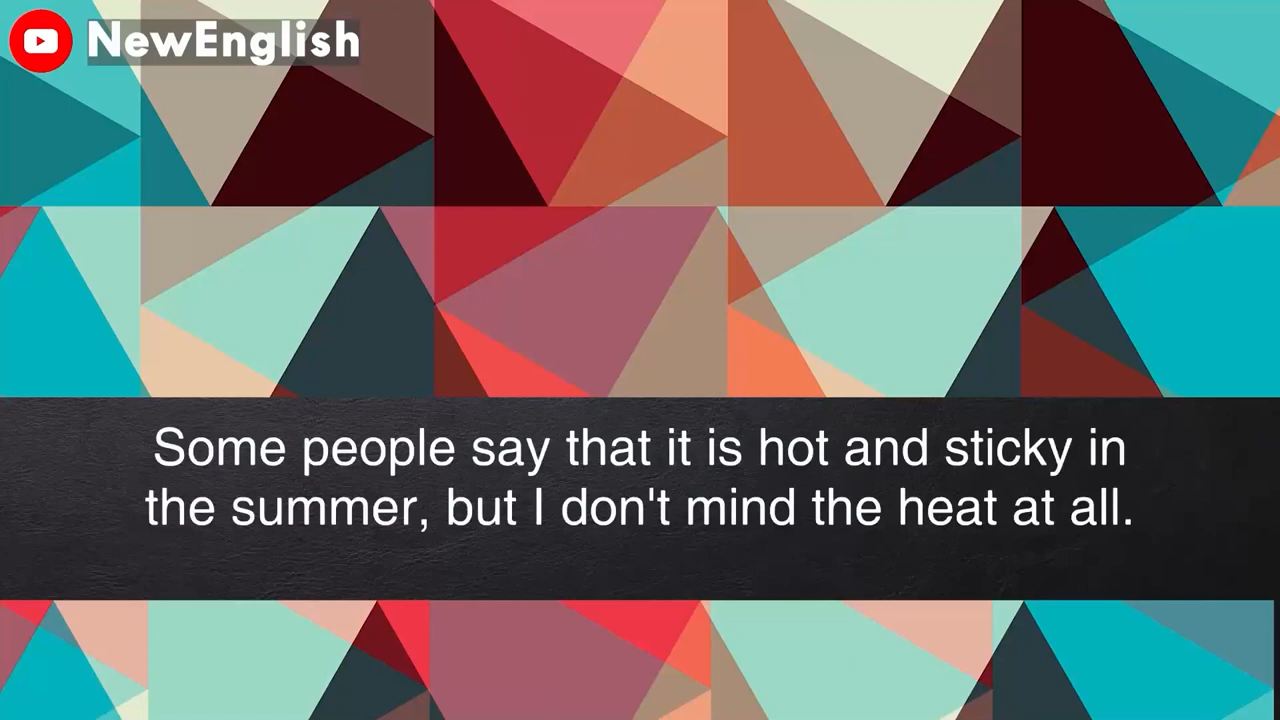 NewEnglish
Some people say that it is hot and sticky in
the summer, but I don't mind the heat at all.